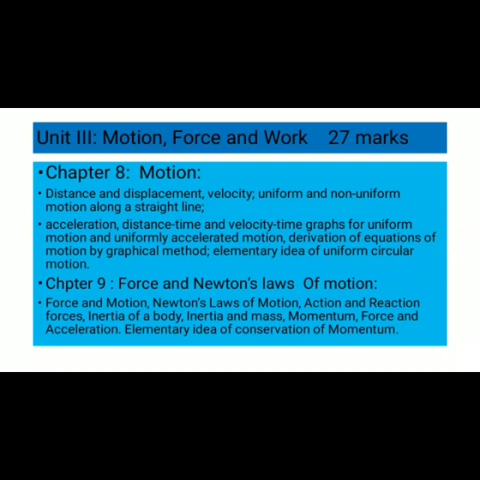 Unit III: Motion, Force and Work 27 marks
•Chapter 8: Motion:
• Distance and displacement, velocity; uniform and non-uniform
motion along a straight line;
• acceleration, distance-time and velocity-time graphs for uniform
motion and uniformly accelerated motion, derivation of equations of
motion by graphical method; elementary idea of uniform circular
motion.
•Chpter 9 : Force and Newton's laws Of motion:
• Force and Motion, Newton's Laws of Motion, Action and Reaction
forces, Inertia of a body, Inertia and mass, Momentum, Force and
Acceleration. Elementary idea of conservation of Momentum.